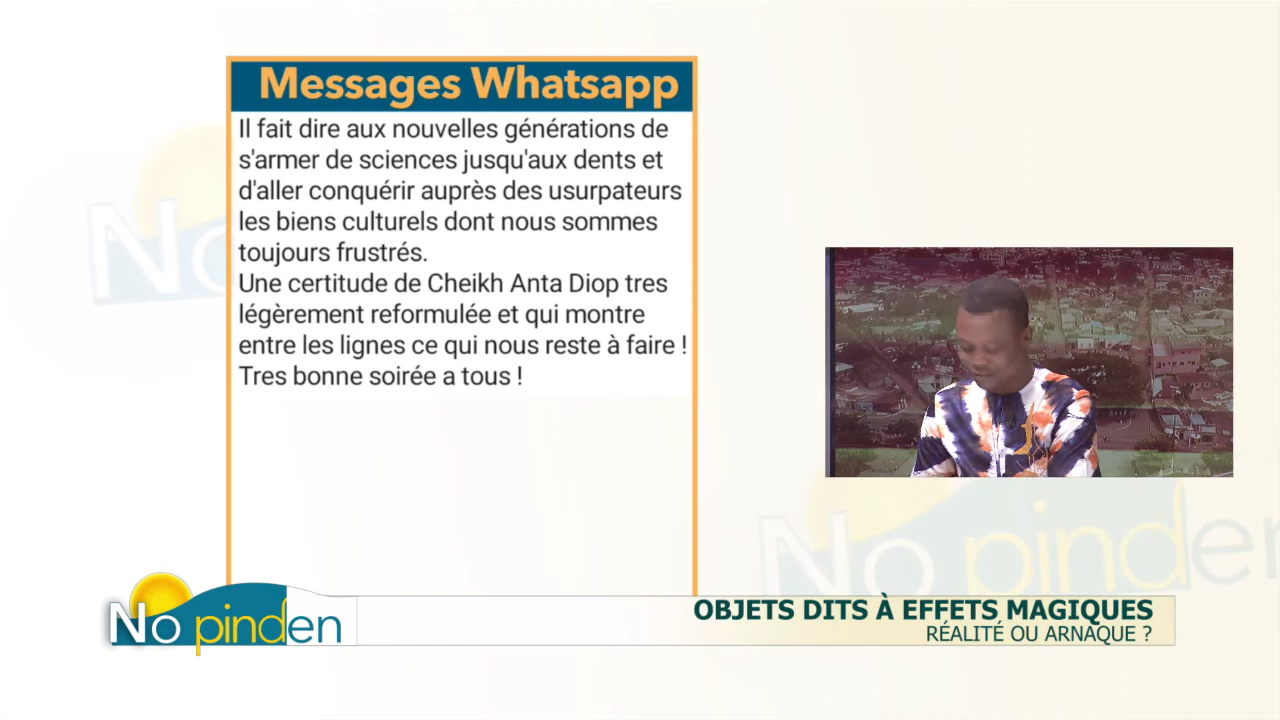 Messages Whatsapp
Il fait dire aux nouvelles générations de
s'armer de sciences jusqu'aux dents et
d'aller conquérir auprès des usurpateurs
les biens culturels dont nous sommes
toujours frustrés.
Une certitude de Cheikh Anta Diop tres
légèrement reformulée et qui montre
entre les lignes ce qui nous reste à faire !
Tres bonne soirée a tous !
No
No pinden
No pinden
OBJETS DITS À EFFETS MAGIQUES
RÉALITÉ OU ARNAQUE ?